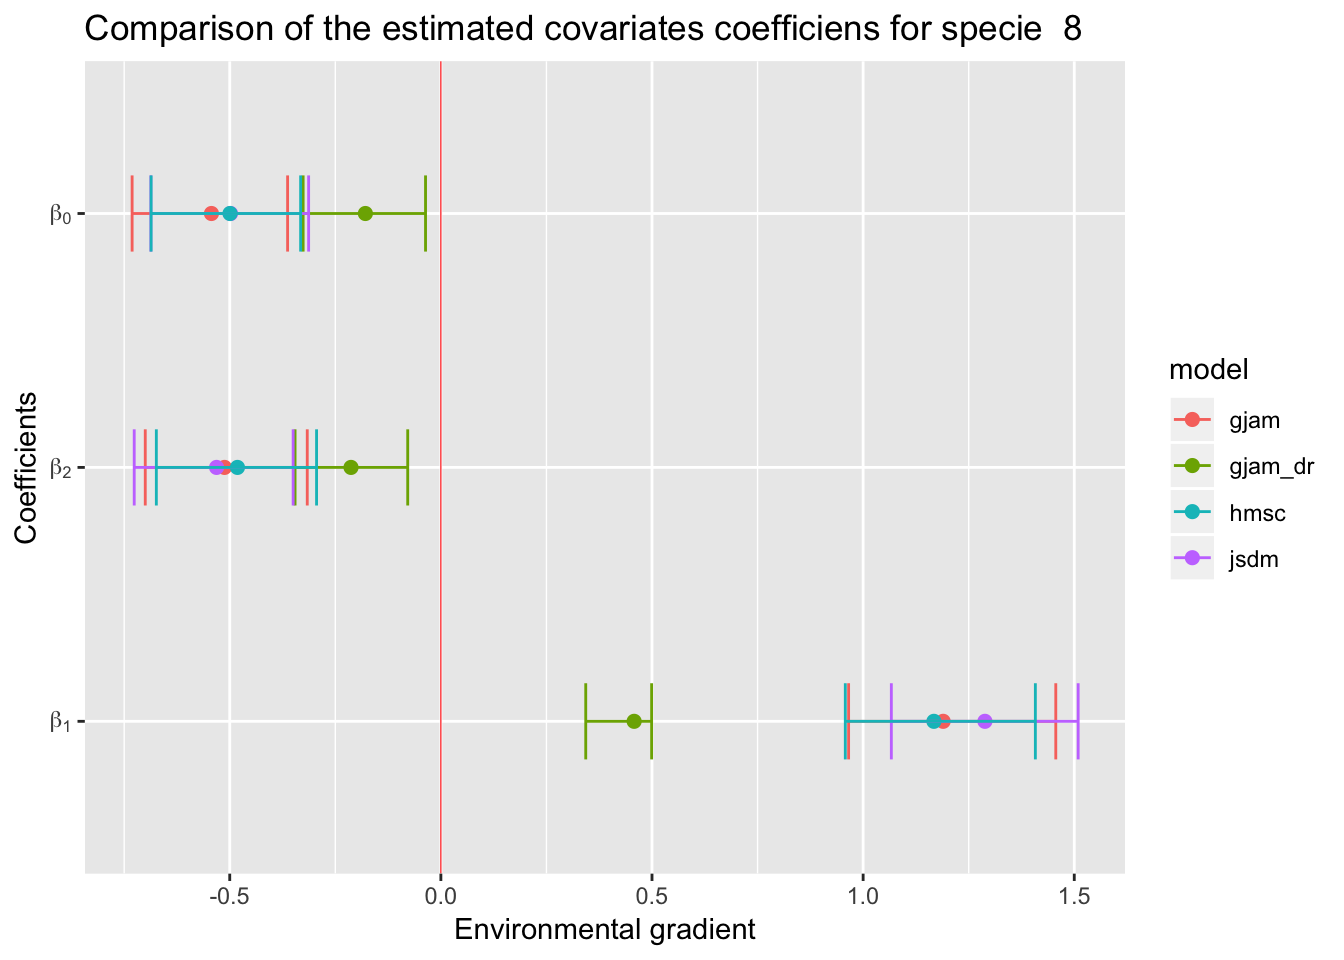 Comparison of the estimated covariates coefficiens for specie  8
Coefficients
β₀
β₂
β₁
-0.5 0.0 0.5 1.0 1.5
Environmental gradient
model
gjam
gjam_dr
hmsc
jsdm